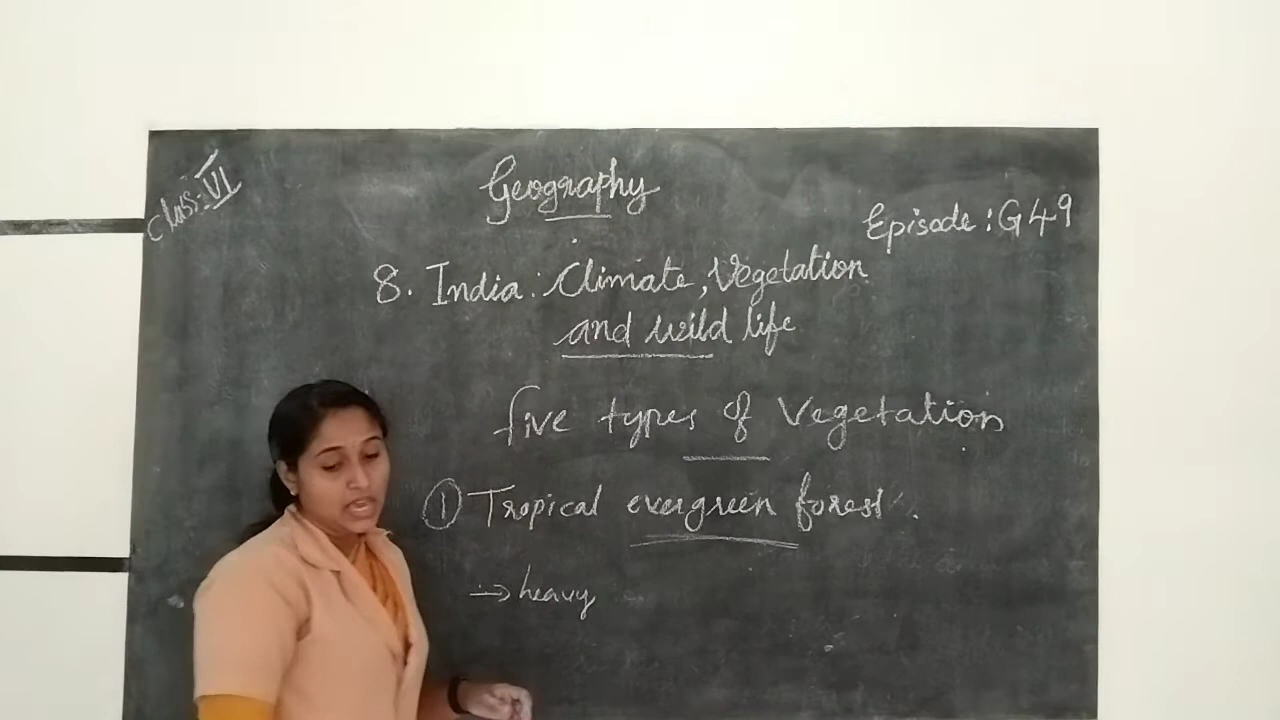 Class: VI
Geography
Episode: G49
8. India: Climate, Vegetation
and wild life
five types of Vegetation
① Tropical evergreen forest.
→ heavy